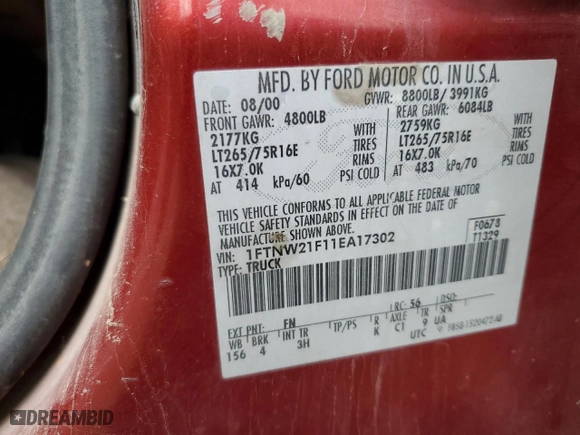 MFD. BY FORD MOTOR CO. IN U.S.A.
DATE: 08/00 GVWR: 8800LB/ 3991KG
FRONT GAWR: 4800LB REAR GAWR: 6084LB
2177KG WITH 2759KG WITH
LT265/75R16E TIRES LT265/75R16E TIRES
16X7.0K RIMS 16X7.0K RIMS
AT 414 kPa/60 PSI COLD AT 483 kPa/70 PSI COLD
THIS VEHICLE CONFORMS TO ALL APPLICABLE FEDERAL MOTOR
VEHICLE SAFETY STANDARDS IN EFFECT ON THE DATE OF
MANUFACTURE SHOWN ABOVE.
VIN: 1FTNW21F11EA17302 F0678
TYPE: TRUCK T1329
EXT PNT: FN RC: 56 DSO:
WB BRK INT TR TP/PS R AXLE TR SPR
156 4 3H K C1 9 UA
UTC
DREAMBID